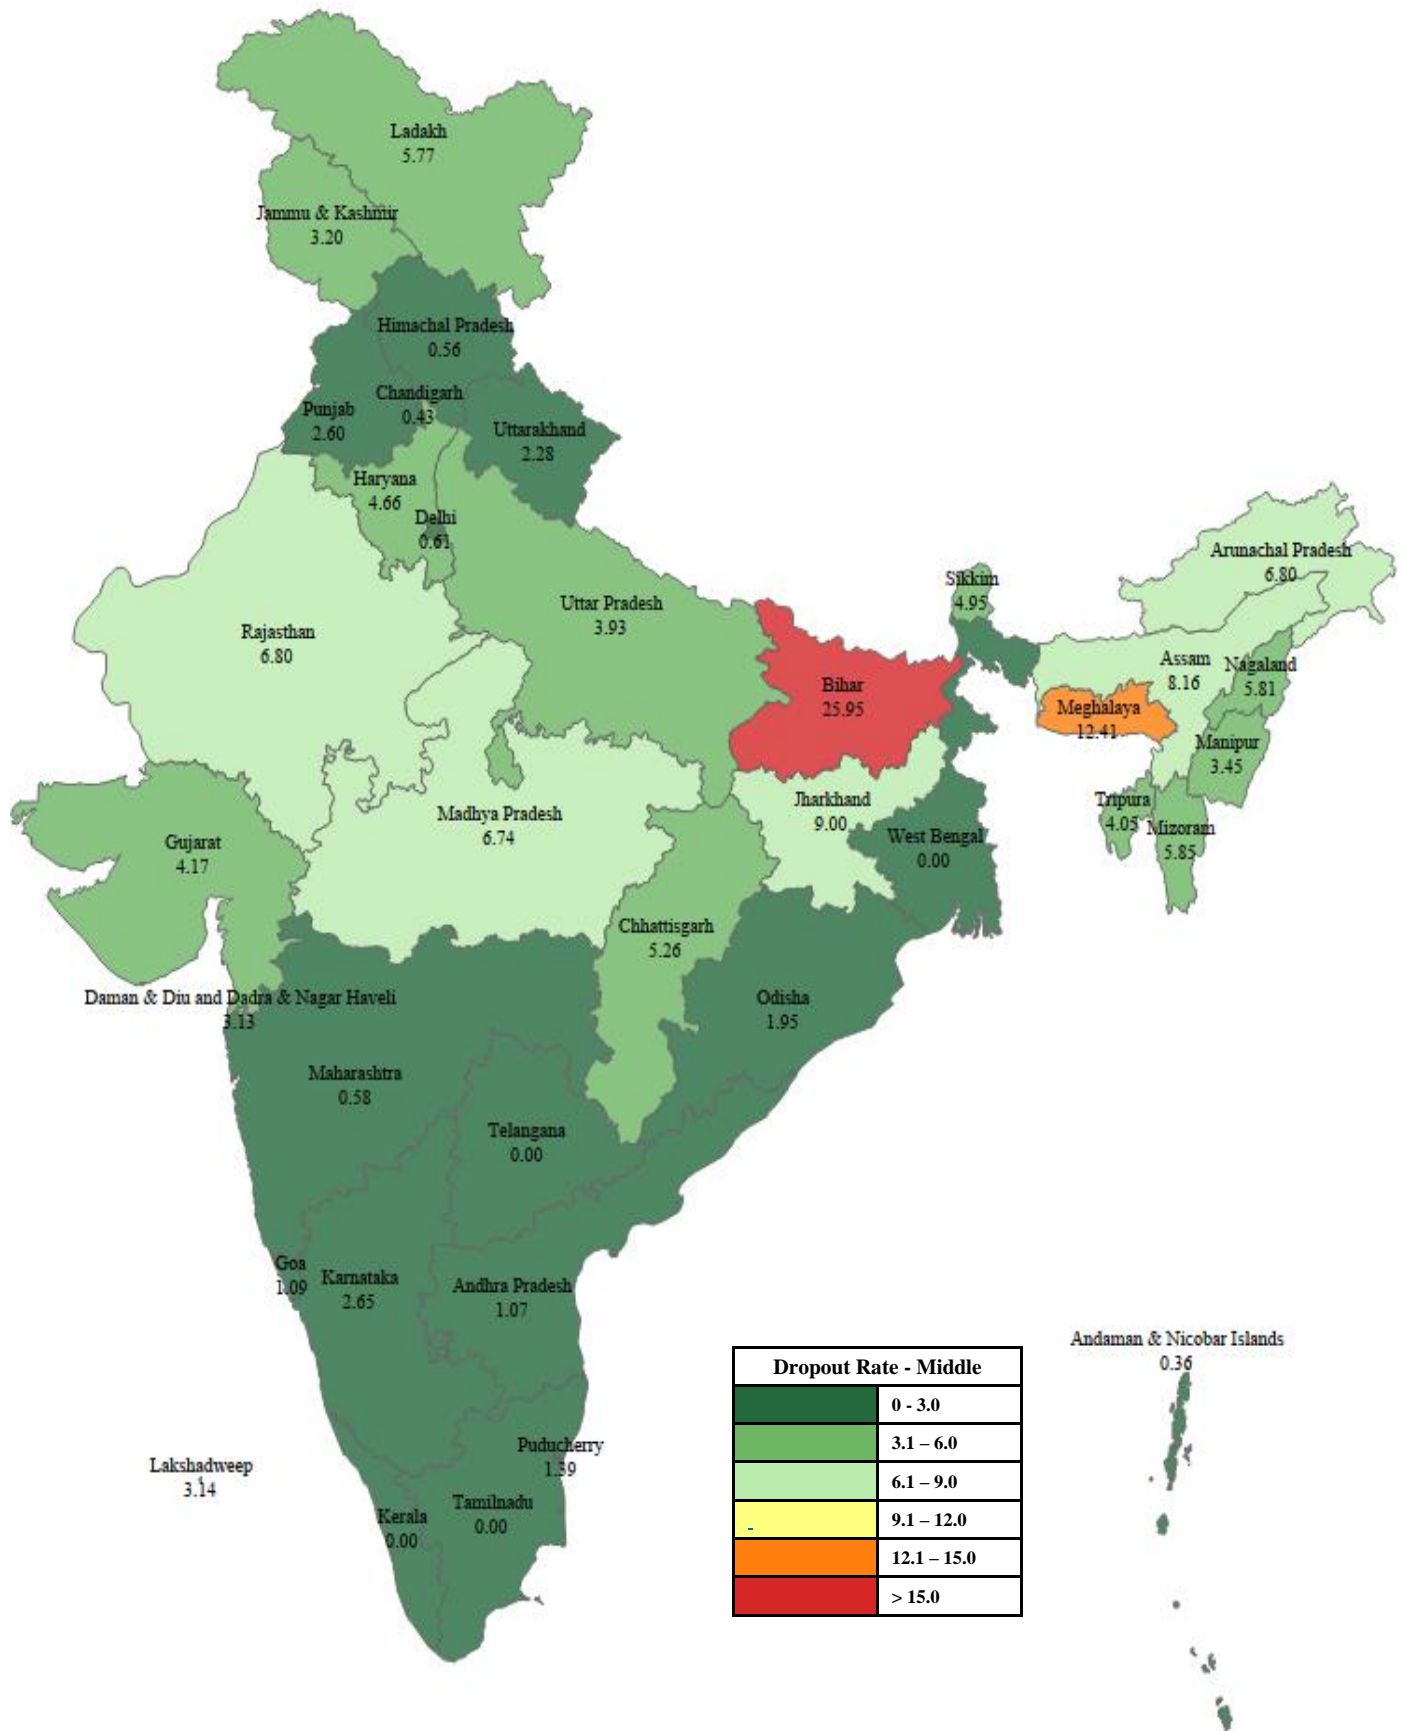 Ladakh
5.77
Jammu & Kashmir
3.20
Himachal Pradesh
0.56
Chandigarh
0.43
Punjab
2.60
Uttarakhand
2.28
Haryana
4.66
Delhi
0.61
Arunachal Pradesh
6.80
Sikkim
4.95
Uttar Pradesh
3.93
Rajasthan
6.80
Assam
8.16
Nagaland
5.81
Bihar
25.95
Meghalaya
12.41
Manipur
3.45
Jharkhand
9.00
Tripura
4.05
Mizoram
5.85
Madhya Pradesh
6.74
West Bengal
0.00
Gujarat
4.17
Chhattisgarh
5.26
Daman & Diu and Dadra & Nagar Haveli
3.13
Odisha
1.95
Maharashtra
0.58
Telangana
0.00
Goa
1.09
Karnataka
2.65
Andhra Pradesh
1.07
Andaman & Nicobar Islands
0.36
Puducherry
1.39
Lakshadweep
3.14
Tamilnadu
0.00
Kerala
0.00
Dropout Rate - Middle
0 - 3.0
3.1 – 6.0
6.1 – 9.0
9.1 – 12.0
12.1 – 15.0
> 15.0